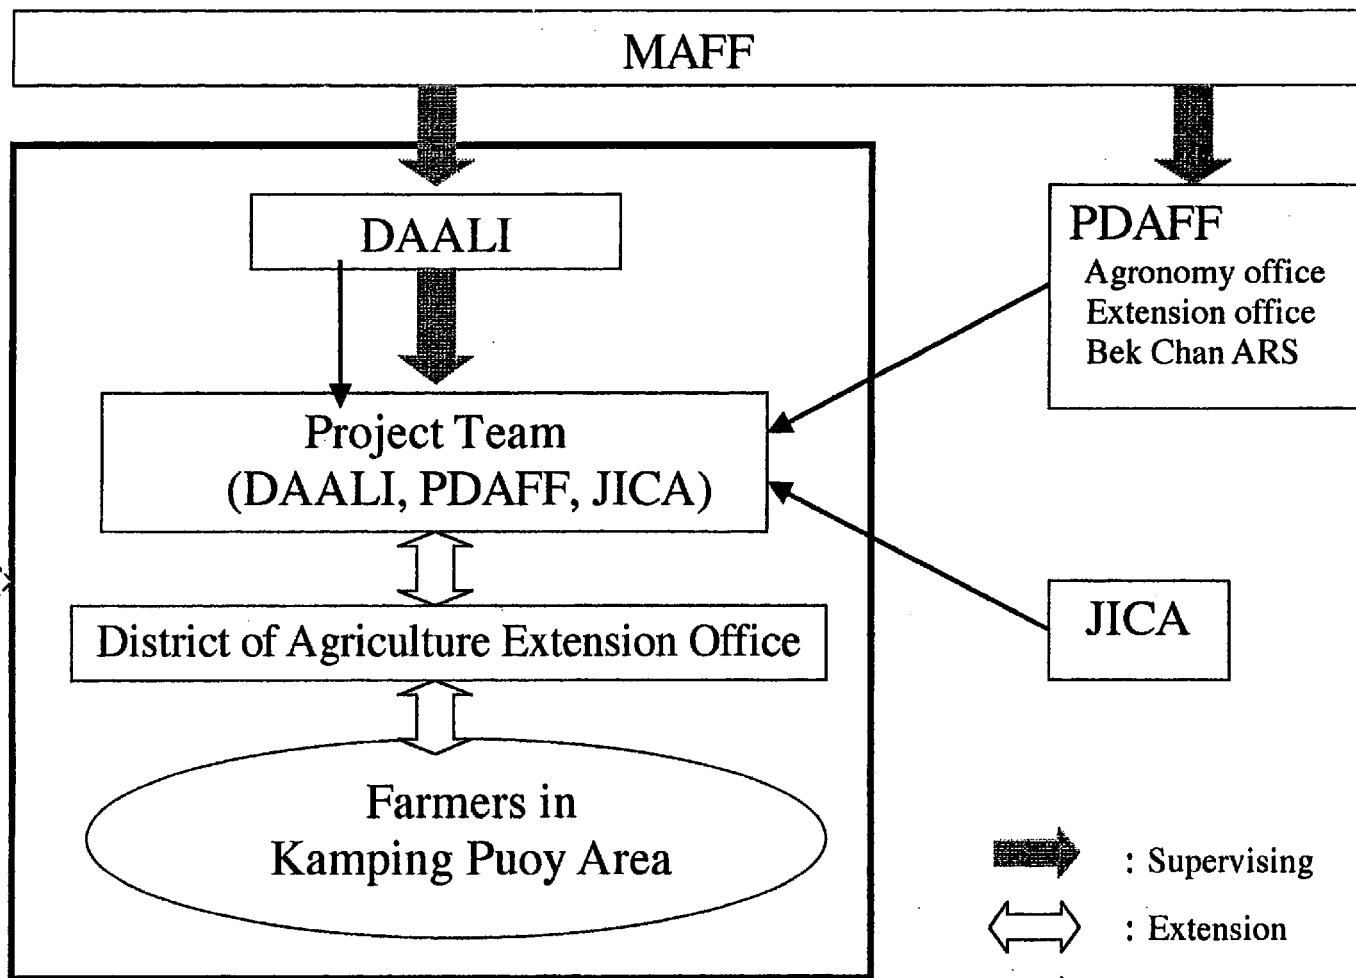 MAFF
DAALI
PDAFF
Agronomy office
Extension office
Bek Chan ARS
Project Team
(DAALI, PDAFF, JICA)
District of Agriculture Extension Office
JICA
Farmers in
Kamping Puoy Area
: Supervising
: Extension